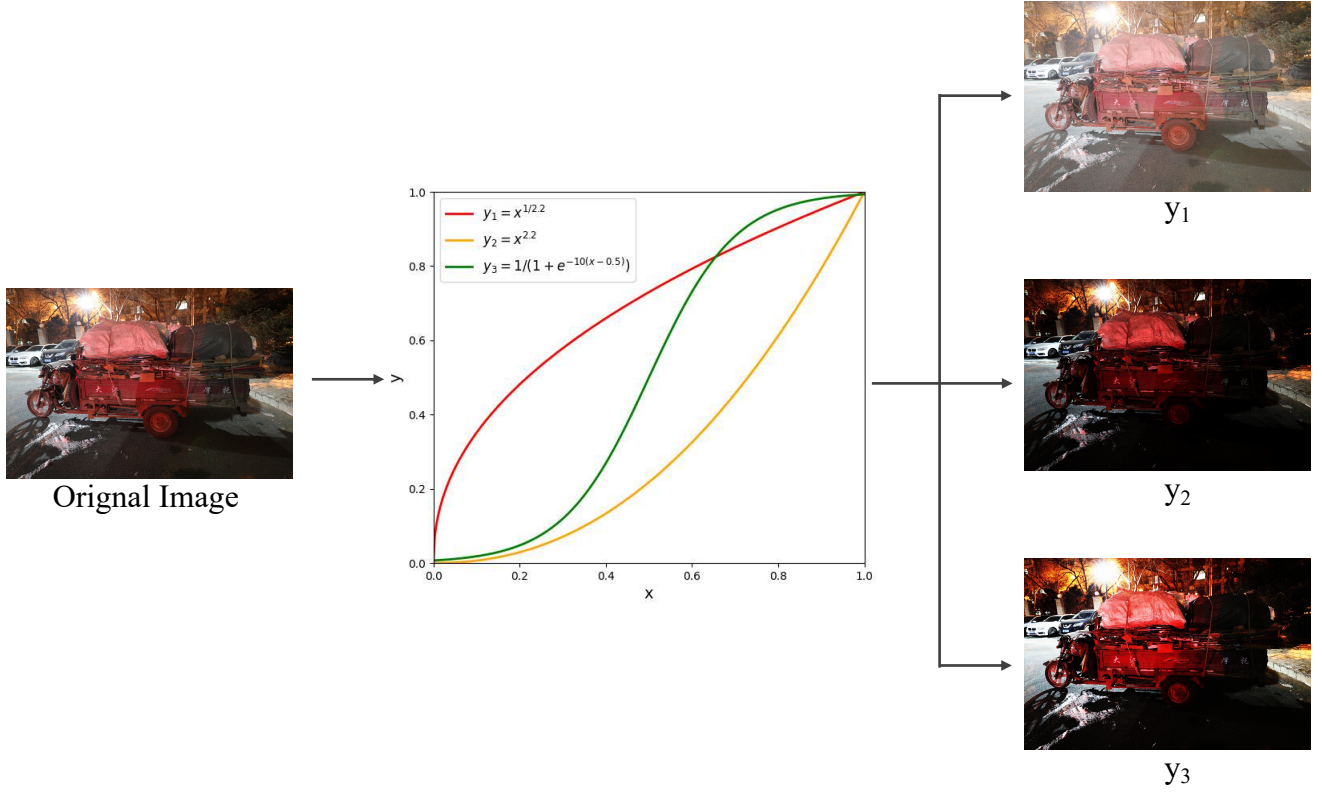 Orignal Image
y
1.0
0.8
0.6
0.4
0.2
0.0
y₁ = x^{1/2.2}
y₂ = x^{2.2}
y₃ = 1/(1 + e^{−10(x−0.5)})
0.0 0.2 0.4 0.6 0.8 1.0
x
y₁
y₂
y₃